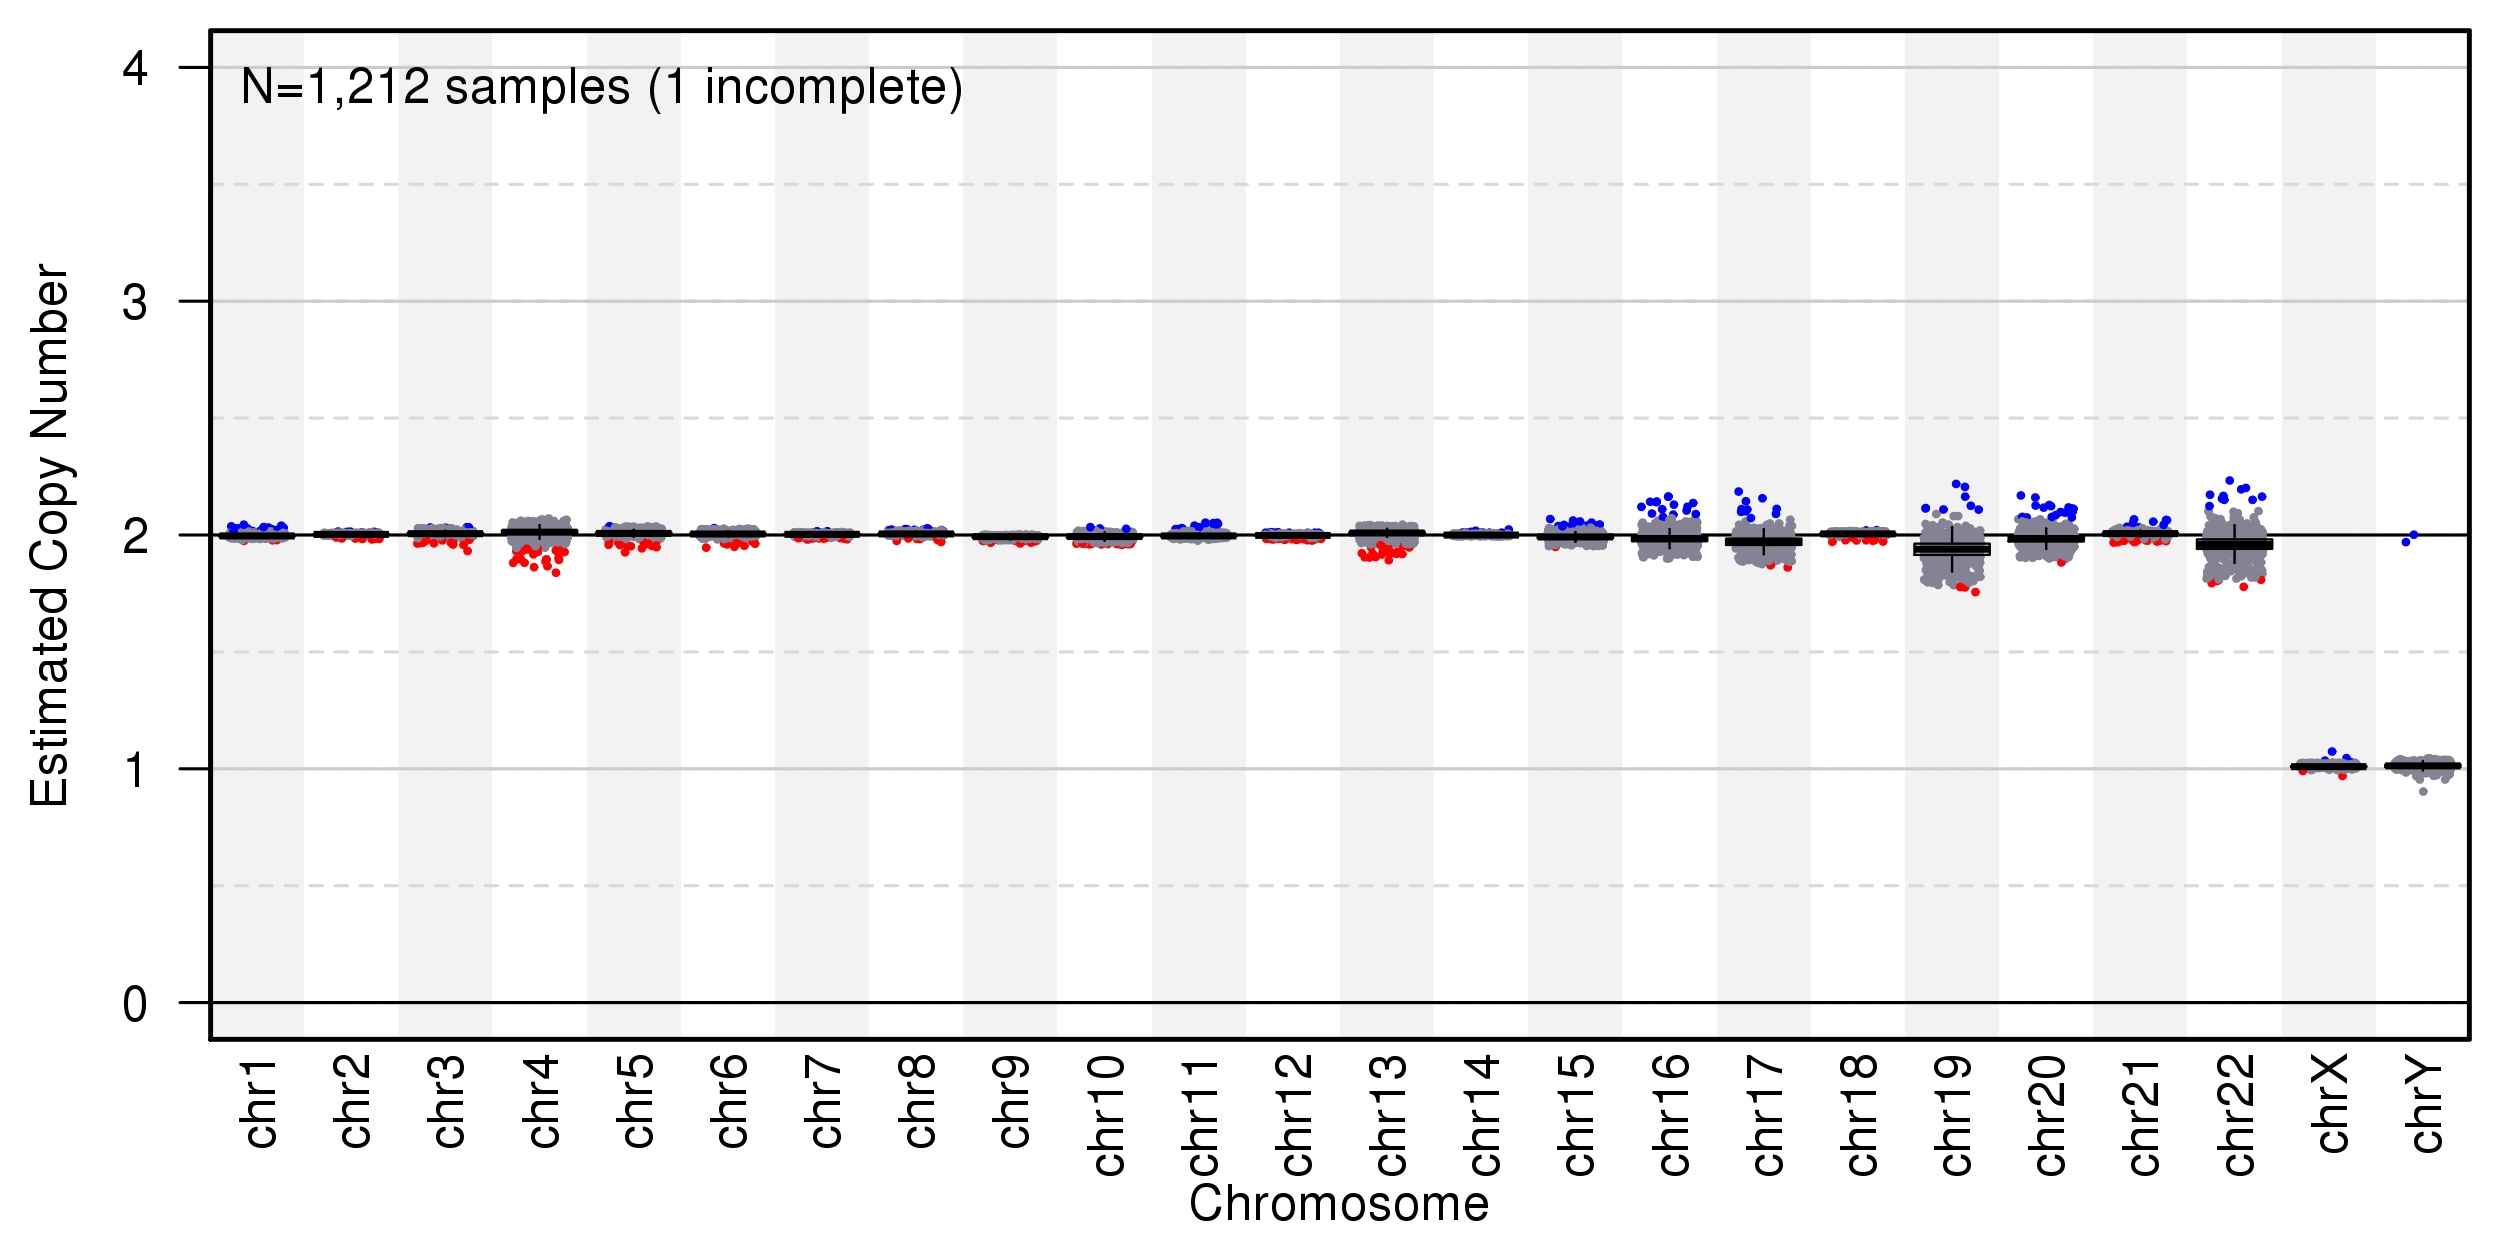 N=1,212 samples (1 incomplete)
4
3
2
1
0
Estimated Copy Number
chr1
chr2
chr3
chr4
chr5
chr6
chr7
chr8
chr9
chr10
chr11
chr12
chr13
chr14
chr15
chr16
chr17
chr18
chr19
chr20
chr21
chr22
chrX
chrY
Chromosome